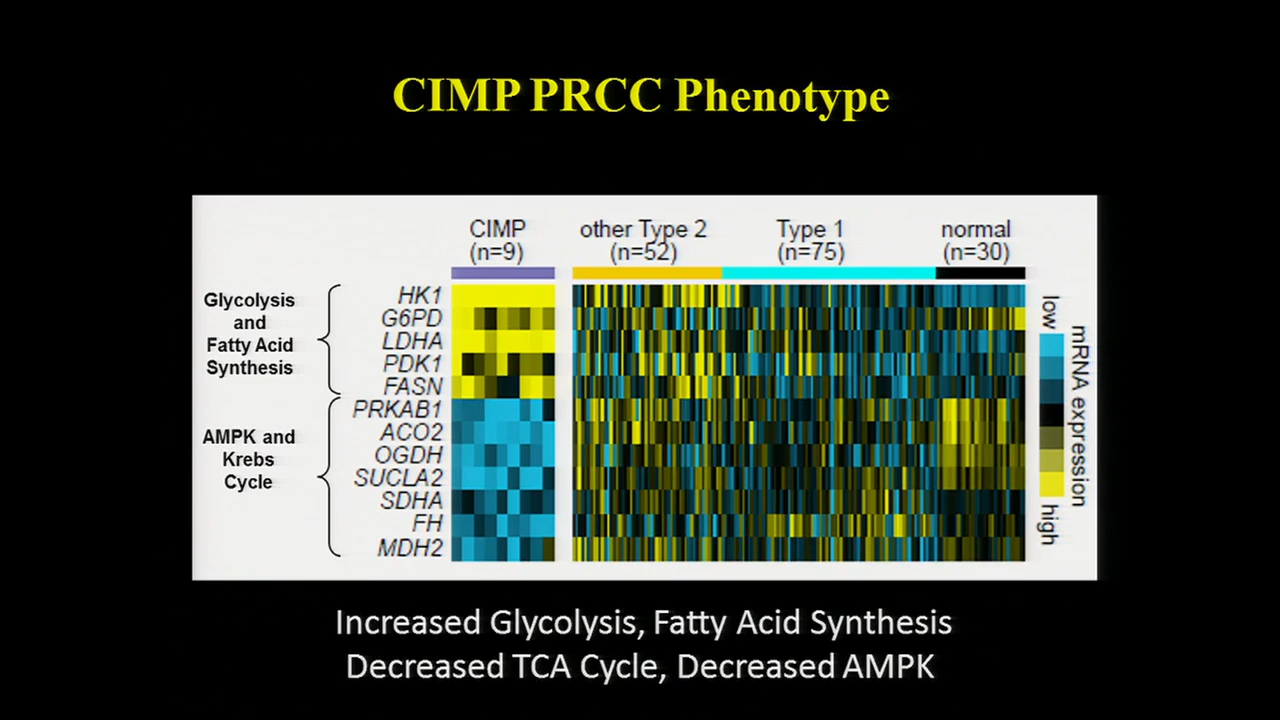 CIMP PRCC Phenotype
CIMP
(n=9)
other Type 2
(n=52)
Type 1
(n=75)
normal
(n=30)
Glycolysis
and
Fatty Acid
Synthesis
AMPK and
Krebs
Cycle
HK1
G6PD
LDHA
PDK1
FASN
PRKAB1
ACO2
OGDH
SUCLA2
SDHA
FH
MDH2
low
high
mRNA expression
Increased Glycolysis, Fatty Acid Synthesis
Decreased TCA Cycle, Decreased AMPK